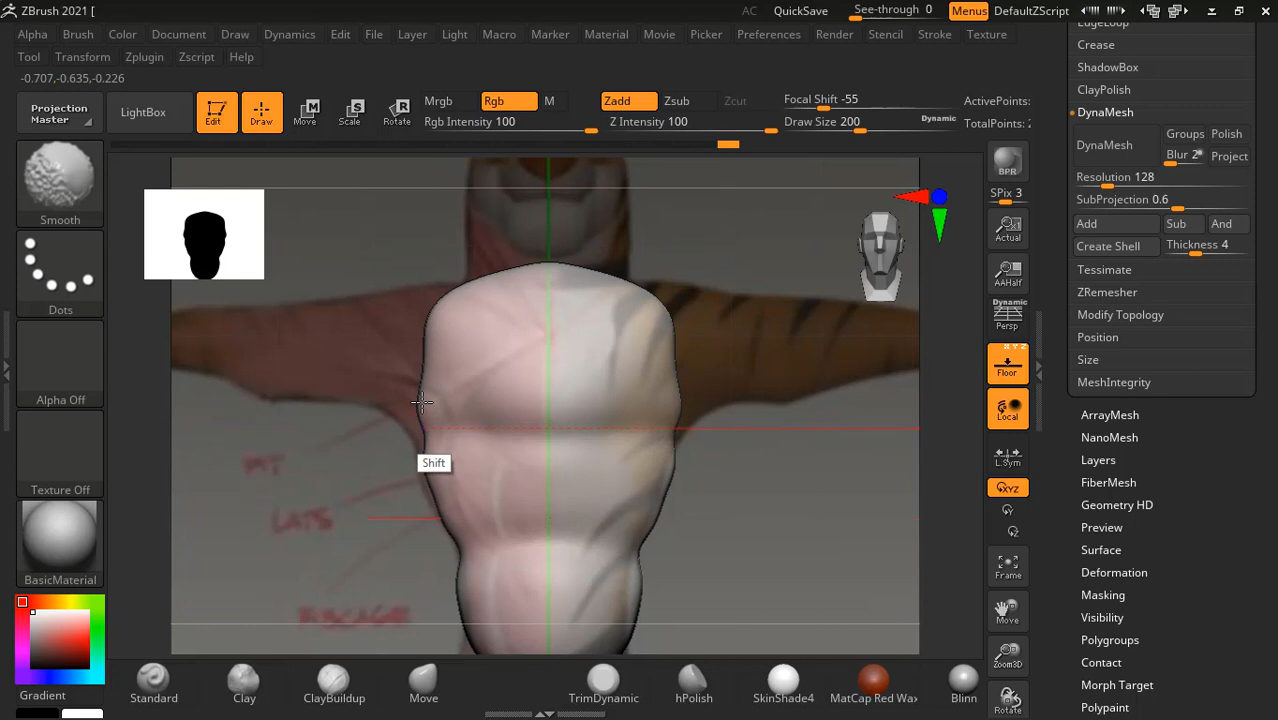 ZBrush 2021 [
AC QuickSave See-through 0 Menus DefaultZScript
Alpha Brush Color Document Draw Dynamics Edit File Layer Light Macro Marker Material Movie Picker Preferences Render Stencil Stroke Texture
Tool Transform Zplugin Zscript Help
-0.707,-0.635,-0.226
Projection Master
LightBox
Edit
Draw
Move
Scale
Rotate
Mrgb Rgb M
Rgb Intensity 100
Zadd Zsub Zcut
Z Intensity 100
Focal Shift -55
Draw Size 200
Dynamic
ActivePoints:
TotalPoints: 2
Smooth
Dots
Alpha Off
Texture Off
BasicMaterial
Gradient
PIT
LATS
RIBCAGE
Shift
BPR
SPix 3
Actual
AAHalf
Dynamic
Persp
X Y Z
Floor
Local
L.Sym
XYZ
Y
Z
Frame
Move
Zoom3D
Rotate
EdgeLoop
Crease
ShadowBox
ClayPolish
DynaMesh
DynaMesh
Groups Polish
Blur 2 Project
Resolution 128
SubProjection 0.6
Add Sub And
Create Shell Thickness 4
Tessimate
ZRemesher
Modify Topology
Position
Size
MeshIntegrity
ArrayMesh
NanoMesh
Layers
FiberMesh
Geometry HD
Preview
Surface
Deformation
Masking
Visibility
Polygroups
Contact
Morph Target
Polypaint
Standard
Clay
ClayBuildup
Move
TrimDynamic
hPolish
SkinShade4
MatCap Red Wax
Blinn